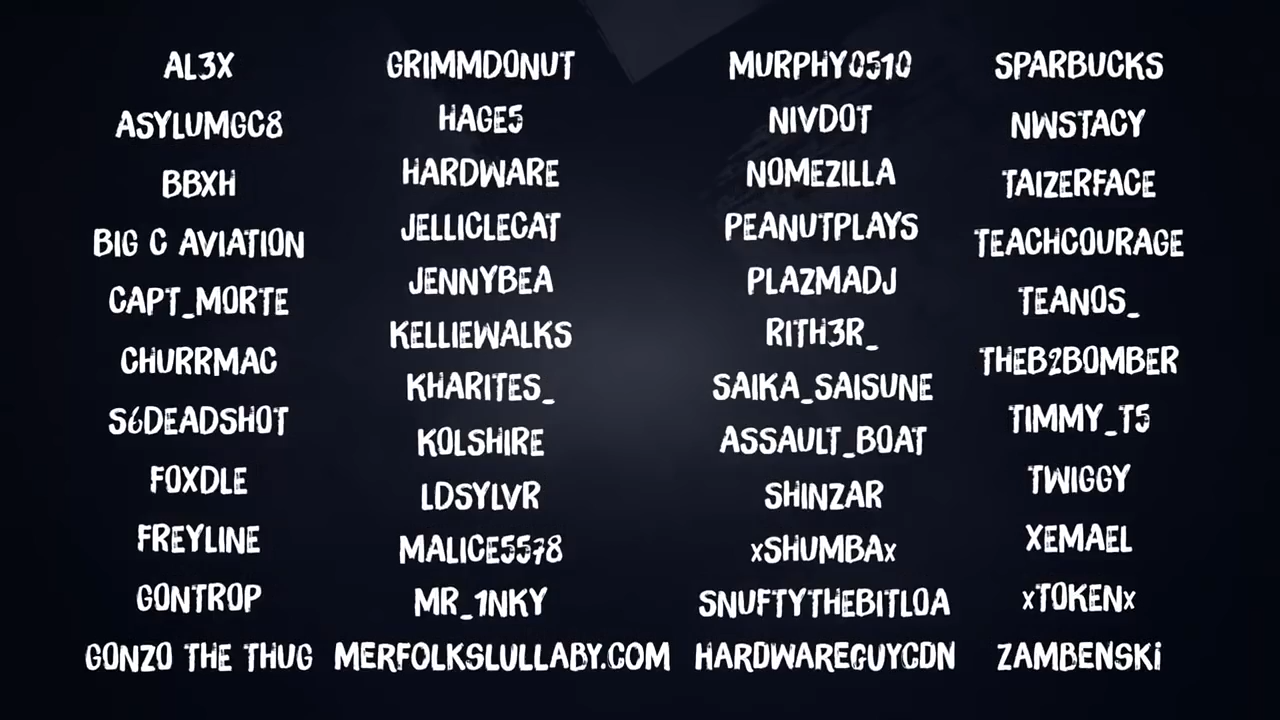 AL3X
ASYLUMGC8
BBXH
BIG C AVIATION
CAPT_MORTE
CHURRMAC
S6DEADSHOT
FOXDLE
FREYLINE
GONTROP
GONZO THE THUG
GRIMMDONUT
HAGE5
HARDWARE
JELLICLECAT
JENNYBEA
KELLIEWALKS
KHARITES_
KOLSHIRE
LDSYLVR
MALICE5578
MR_1NKY
MERFOLKSLULLABY.COM
MURPHY0510
NIVDOT
NOMEZILLA
PEANUTPLAYS
PLAZMADJ
RITH3R_
SAIKA_SAISUNE
ASSAULT_BOAT
SHINZAR
xSHUMBAx
SNUFTYTHEBITLOA
HARDWAREGUYCDN
SPARBUCKS
NWSTACY
TAIZERFACE
TEACHCOURAGE
TEANOS_
THEB2BOMBER
TIMMY_T5
TWIGGY
XEMAEL
xTOKENx
ZAMBENSKi